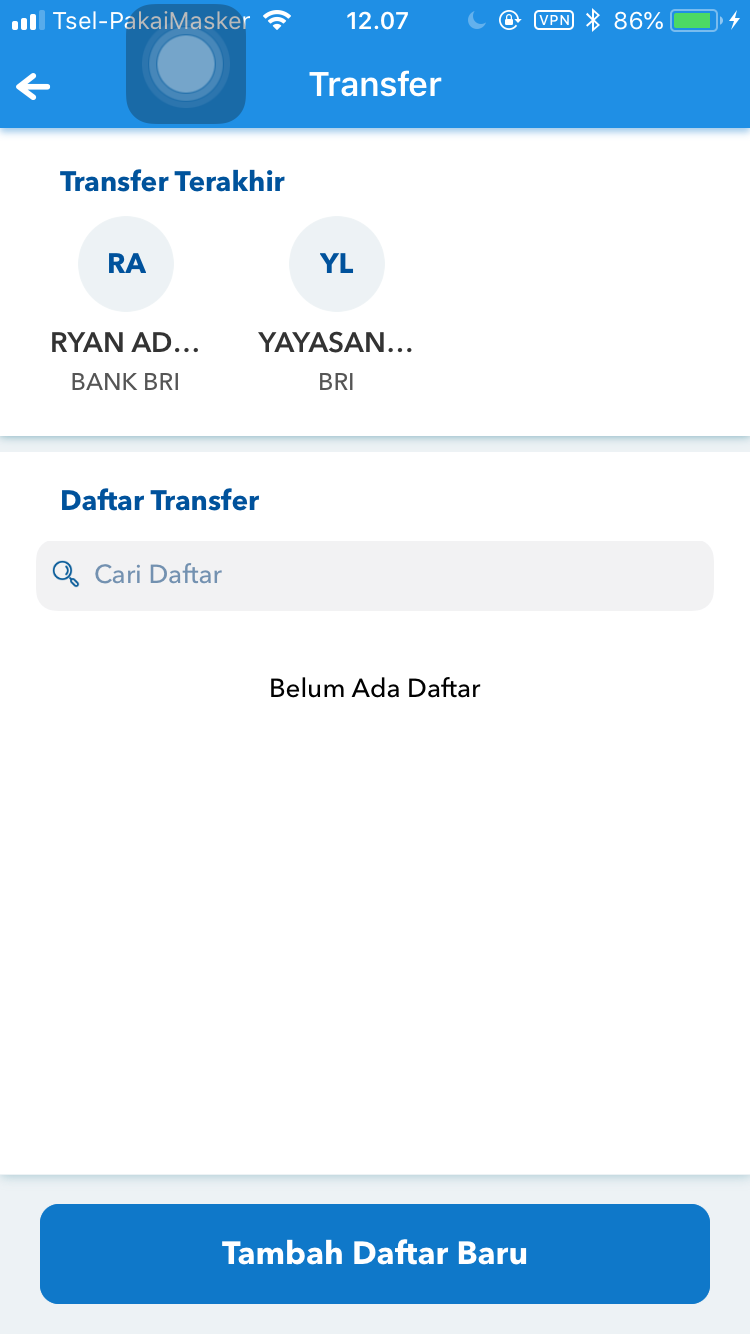 Tsel-PakaiMasker 12.07 VPN 86%
Transfer
Transfer Terakhir
RA YL
RYAN AD... YAYASAN...
BANK BRI BRI
Daftar Transfer
Cari Daftar
Belum Ada Daftar
Tambah Daftar Baru